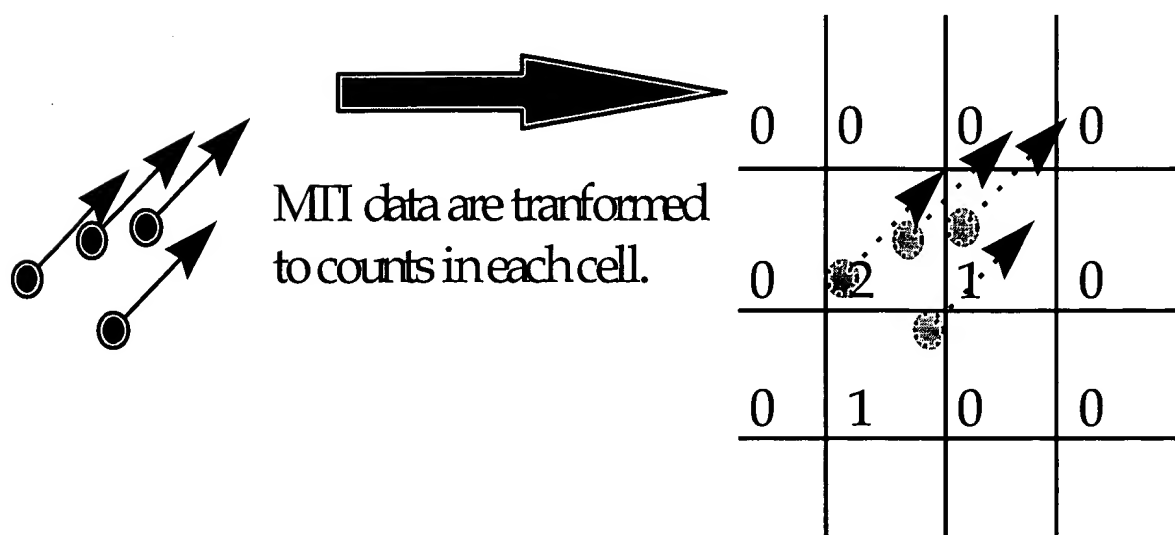 0 0 0 0
MTI data are tranformed
to counts in each cell.
0 2 1 0
0 1 0 0